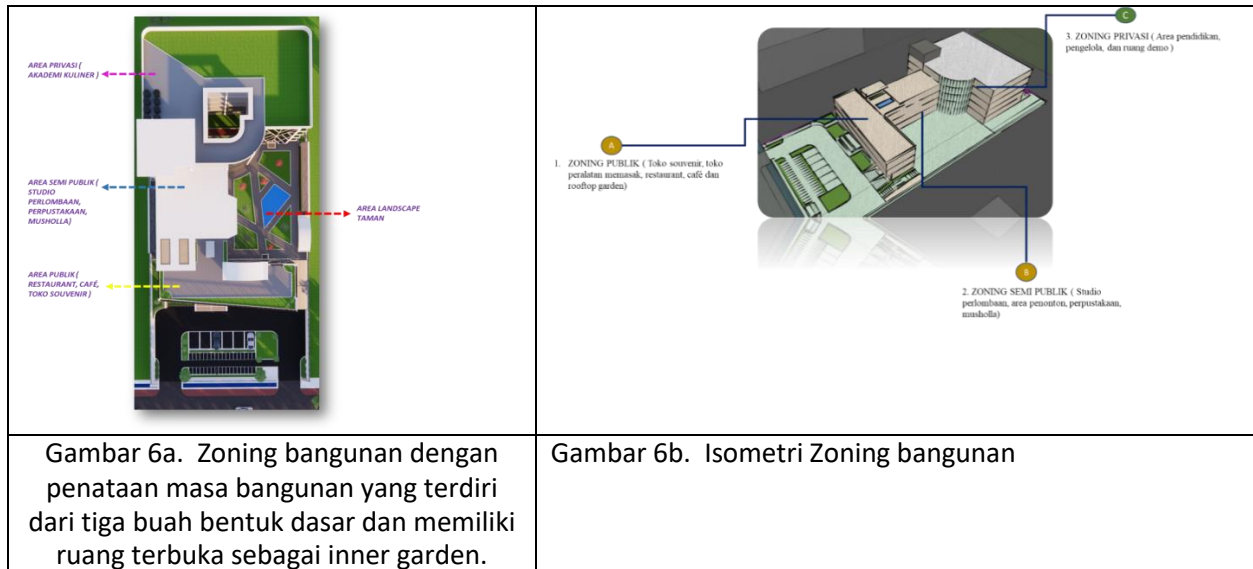 AREA PRIVASI (
AKADEMI KULINER )
AREA SEMI PUBLIK (
STUDIO
PERLOMBAAN,
PERPUSTAKAAN,
MUSHOLLA)
AREA LANDSCAPE
TAMAN
AREA PUBLIK (
RESTAURANT, CAFÉ,
TOKO SOUVENIR )
C
3. ZONING PRIVASI ( Area pendidikan,
pengelola, dan ruang demo )
A
1. ZONING PUBLIK ( Toko souvenir, toko
peralatan memasak, restaurant, café dan
rooftop garden)
B
2. ZONING SEMI PUBLIK ( Studio
perlombaan, area penonton, perpustakaan,
musholla)
Gambar 6a. Zoning bangunan dengan
penataan masa bangunan yang terdiri
dari tiga buah bentuk dasar dan memiliki
ruang terbuka sebagai inner garden.
Gambar 6b. Isometri Zoning bangunan